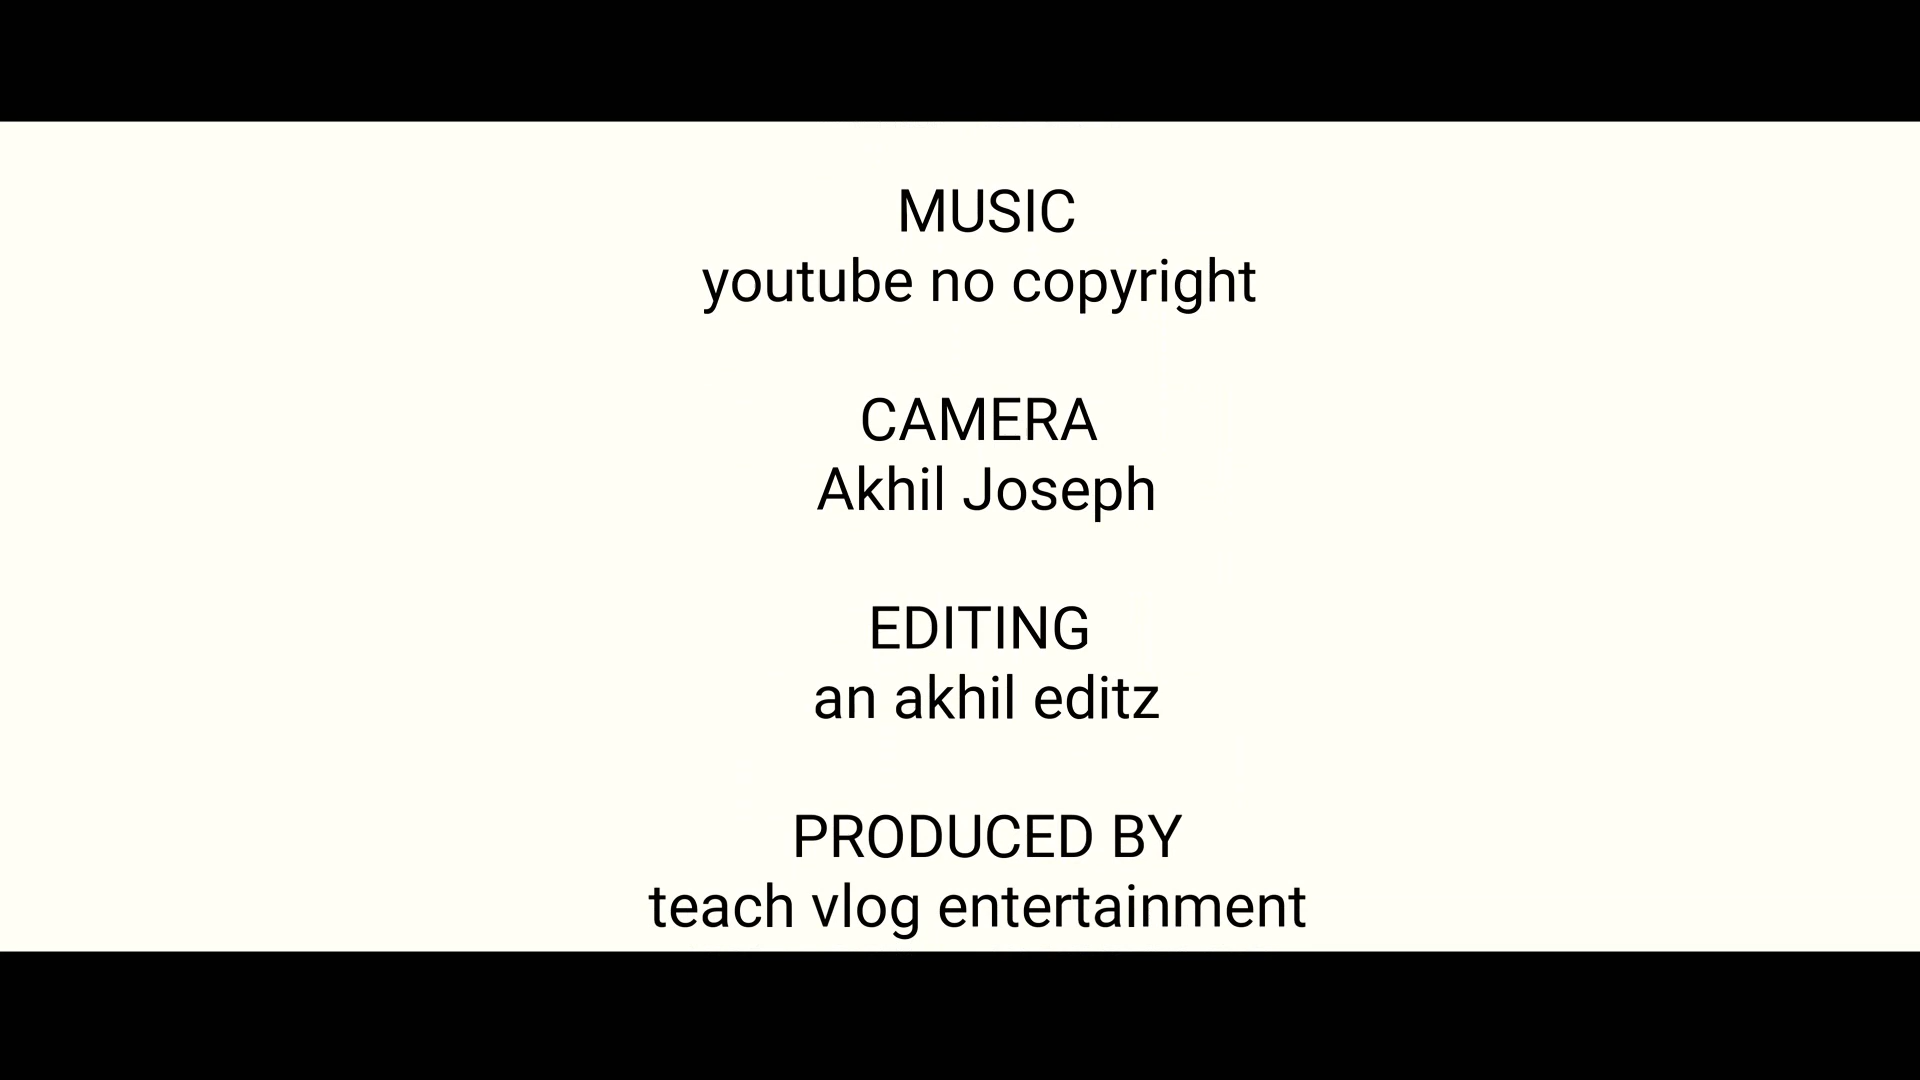 MUSIC
youtube no copyright
CAMERA
Akhil Joseph
EDITING
an akhil editz
PRODUCED BY
teach vlog entertainment